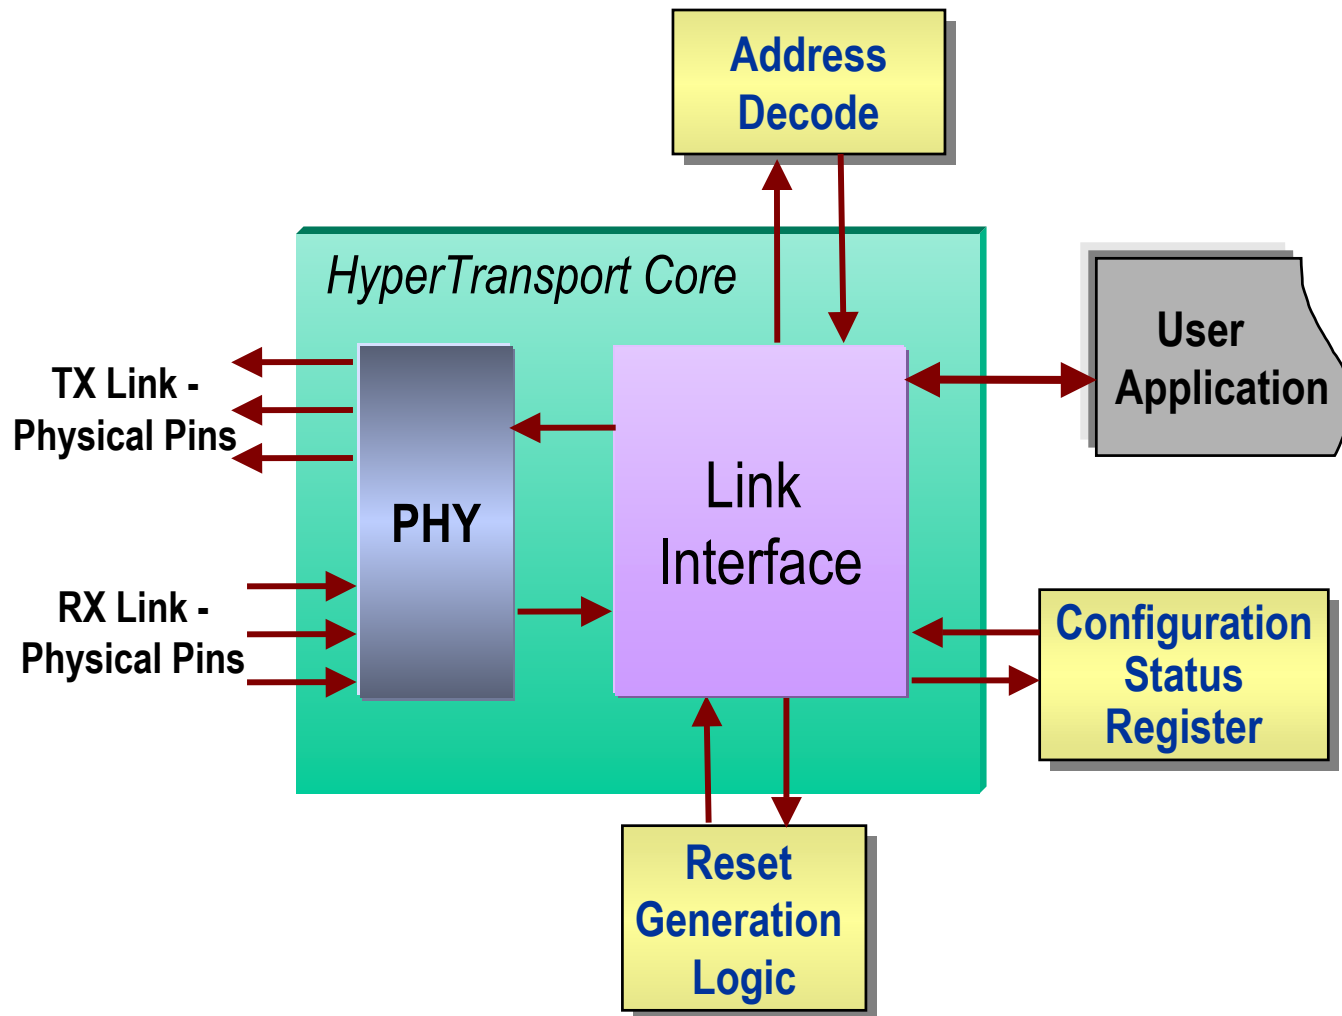 Address
Decode
HyperTransport Core
User
Application
TX Link -
Physical Pins
Link
Interface
PHY
RX Link -
Physical Pins
Configuration
Status
Register
Reset
Generation
Logic